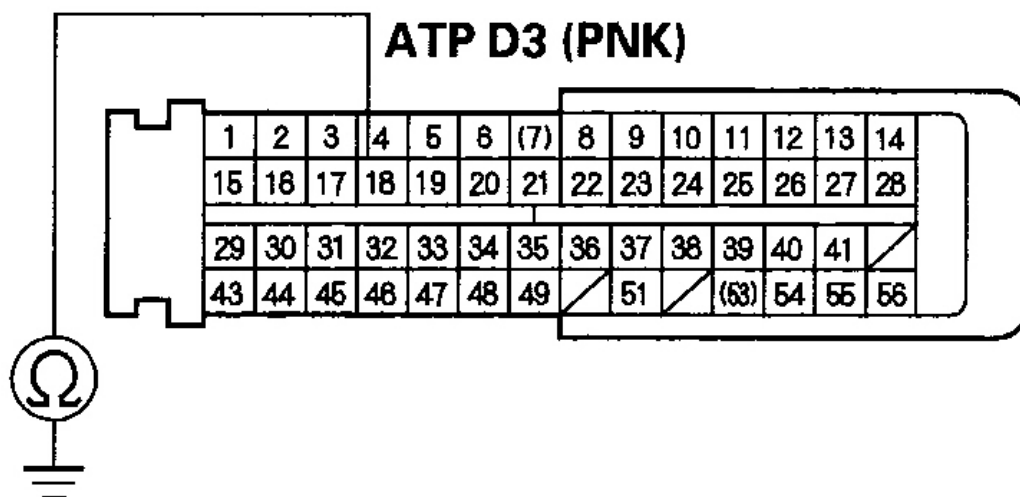 ATP D3 (PNK)
1 2 3 4 5 6 (7) 8 9 10 11 12 13 14
15 16 17 18 19 20 21 22 23 24 25 26 27 28
29 30 31 32 33 34 35 36 37 38 39 40 41
43 44 45 46 47 48 49 51 (53) 54 55 56
Ω